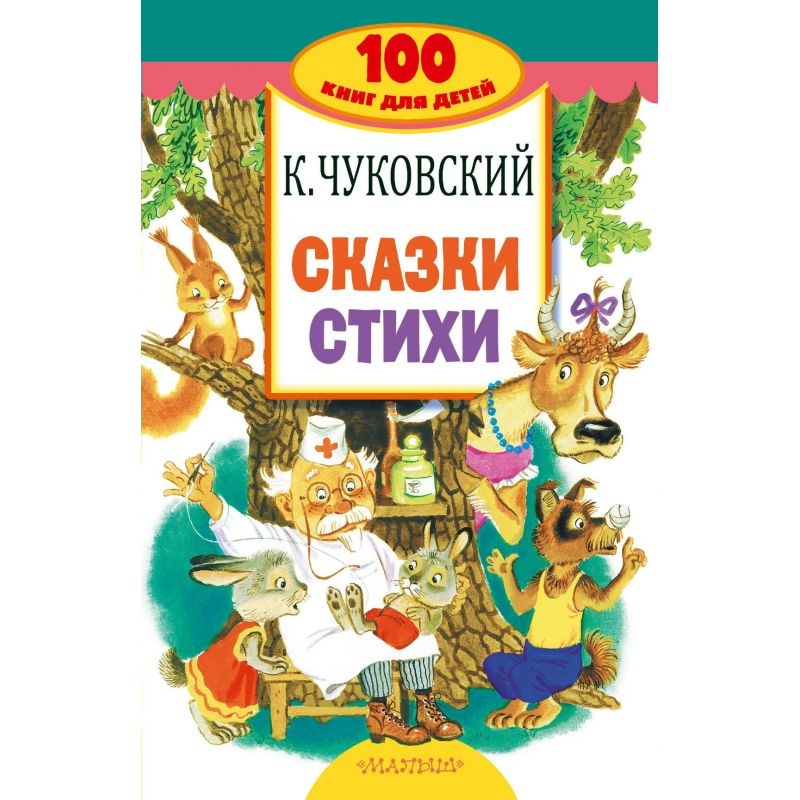 100
КНИГ ДЛЯ ДЕТЕЙ
К.ЧУКОВСКИЙ
СКАЗКИ
СТИХИ
«МАЛЫШ»